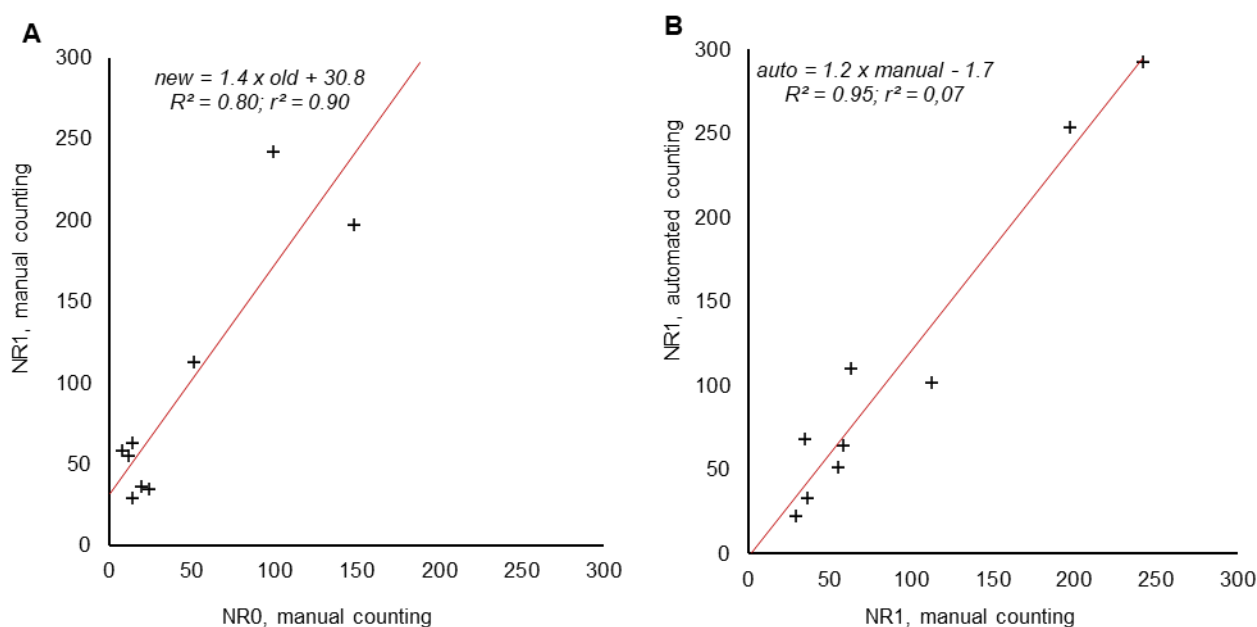 A
new = 1.4 x old + 30.8
R² = 0.80; r² = 0.90
300
250
200
150
100
50
0
NR1, manual counting
0 50 100 150 200 250 300
NR0, manual counting
B
auto = 1.2 x manual - 1.7
R² = 0.95; r² = 0,07
300
250
200
150
100
50
0
NR1, automated counting
0 50 100 150 200 250 300
NR1, manual counting